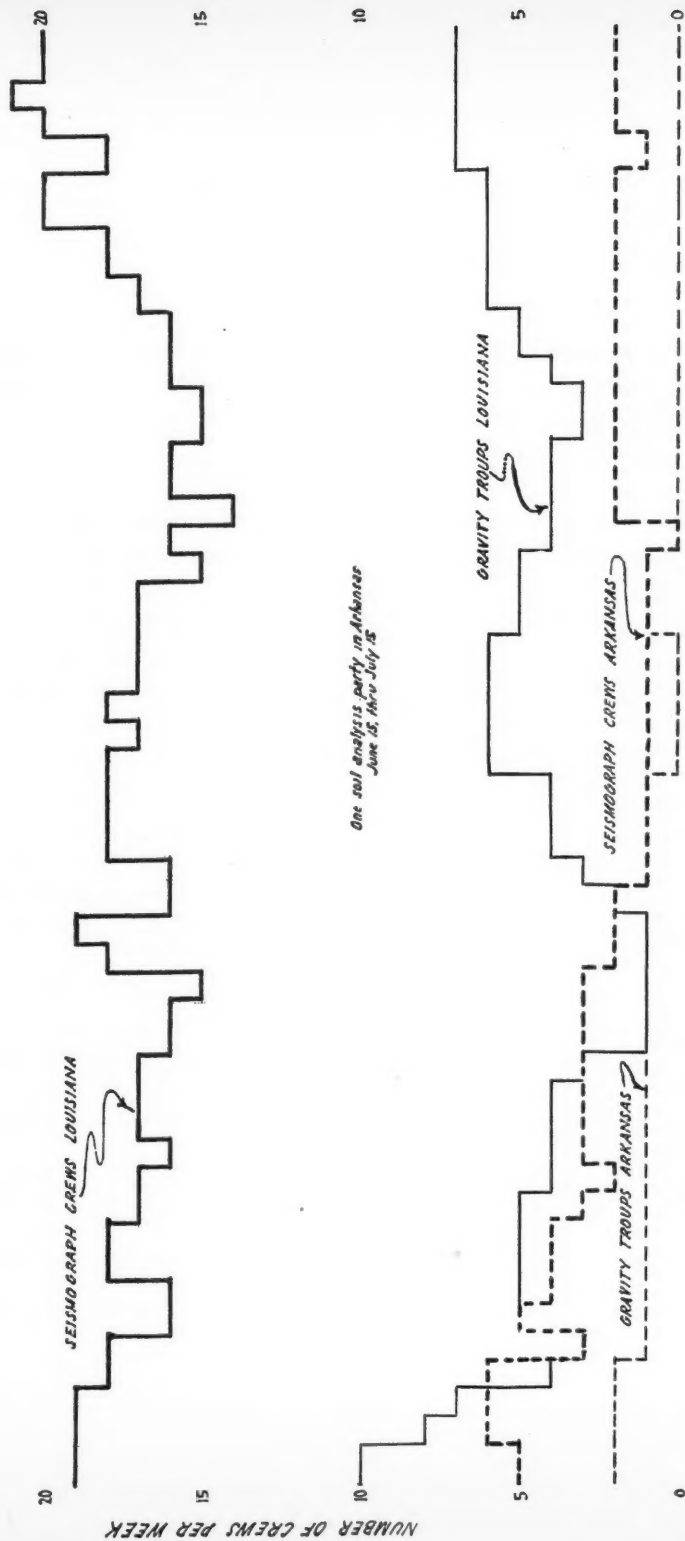 NUMBER OF CREWS PER WEEK
20
15
10
5
0
SEISMOGRAPH CREWS LOUISIANA
One soil analysis party in Arkansas
June 15, thru July 15
GRAVITY TROUPS LOUISIANA
SEISMOGRAPH CREWS ARKANSAS
GRAVITY TROUPS ARKANSAS
20
15
10
5
0